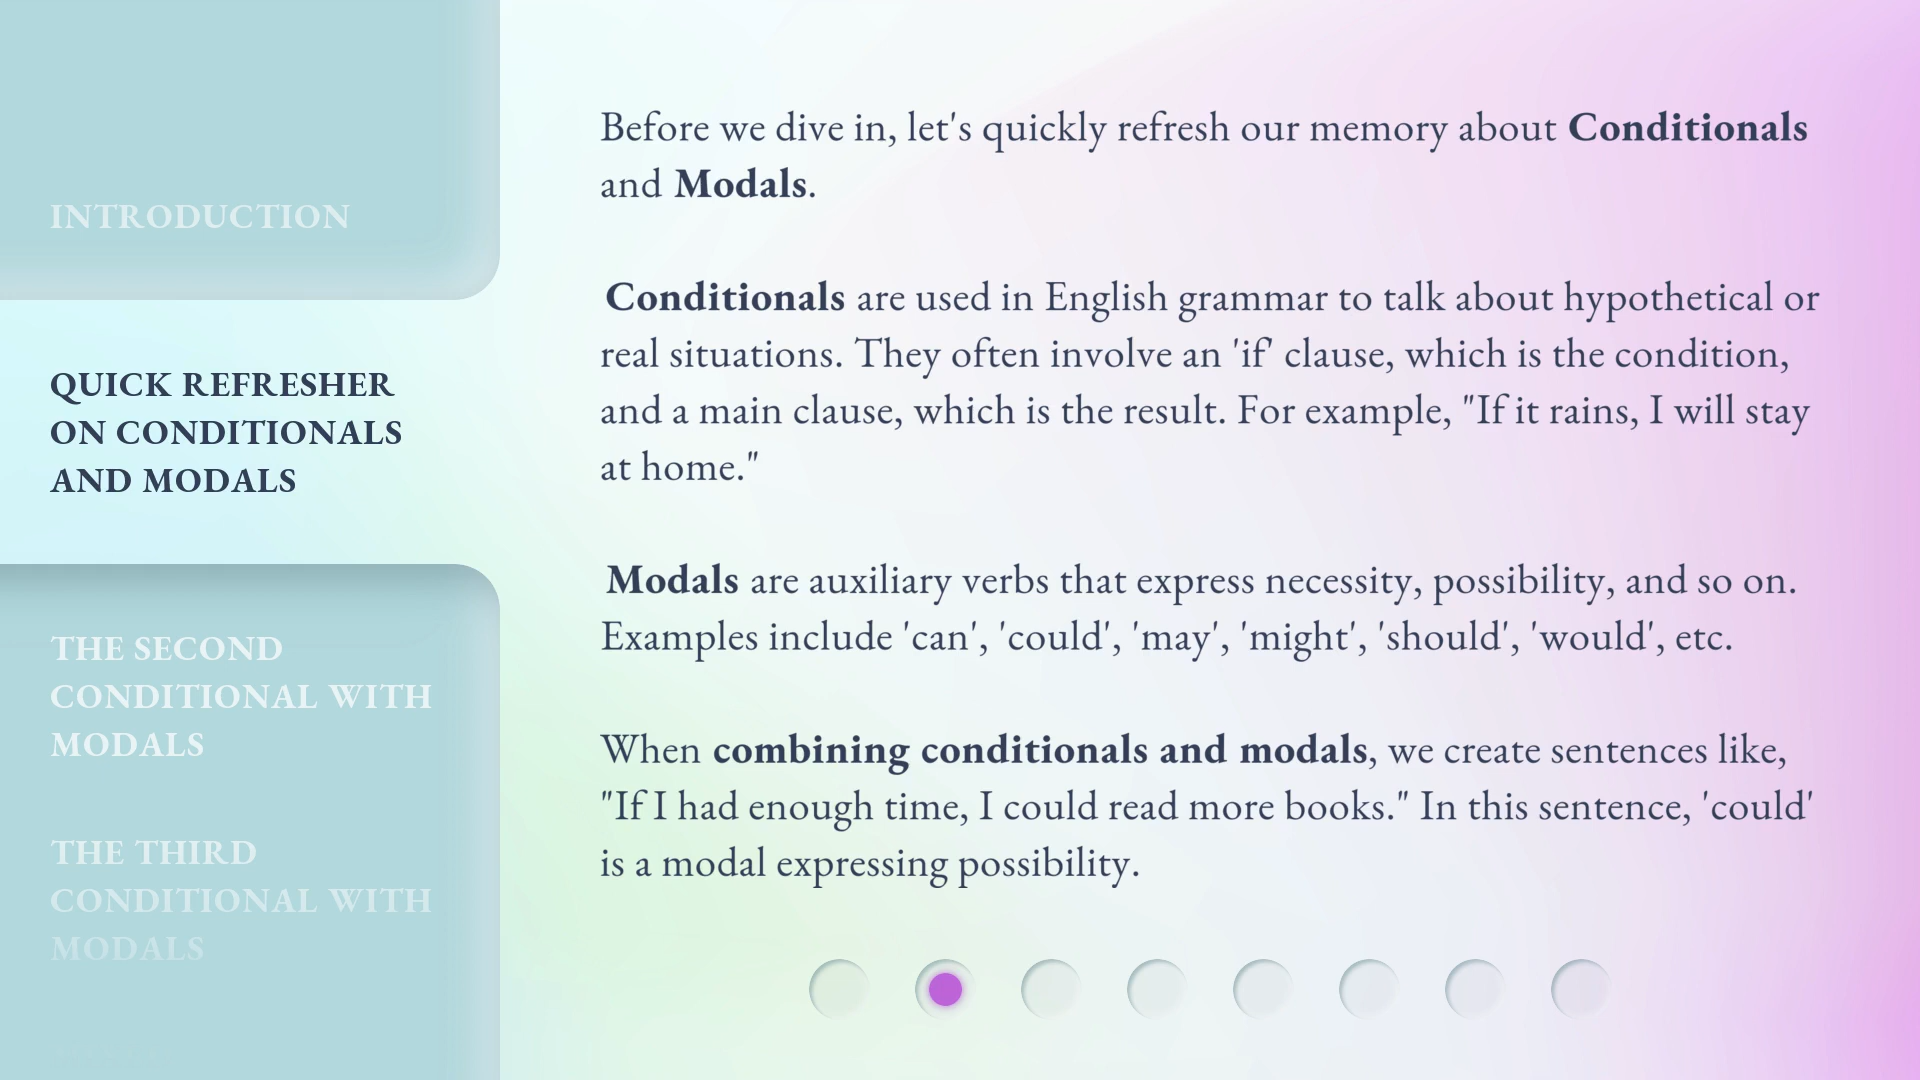 INTRODUCTION
QUICK REFRESHER
ON CONDITIONALS
AND MODALS
THE SECOND
CONDITIONAL WITH
MODALS
THE THIRD
CONDITIONAL WITH
MODALS
Before we dive in, let's quickly refresh our memory about Conditionals
and Modals.
Conditionals are used in English grammar to talk about hypothetical or
real situations. They often involve an 'if' clause, which is the condition,
and a main clause, which is the result. For example, "If it rains, I will stay
at home."
Modals are auxiliary verbs that express necessity, possibility, and so on.
Examples include 'can', 'could', 'may', 'might', 'should', 'would', etc.
When combining conditionals and modals, we create sentences like,
"If I had enough time, I could read more books." In this sentence, 'could'
is a modal expressing possibility.